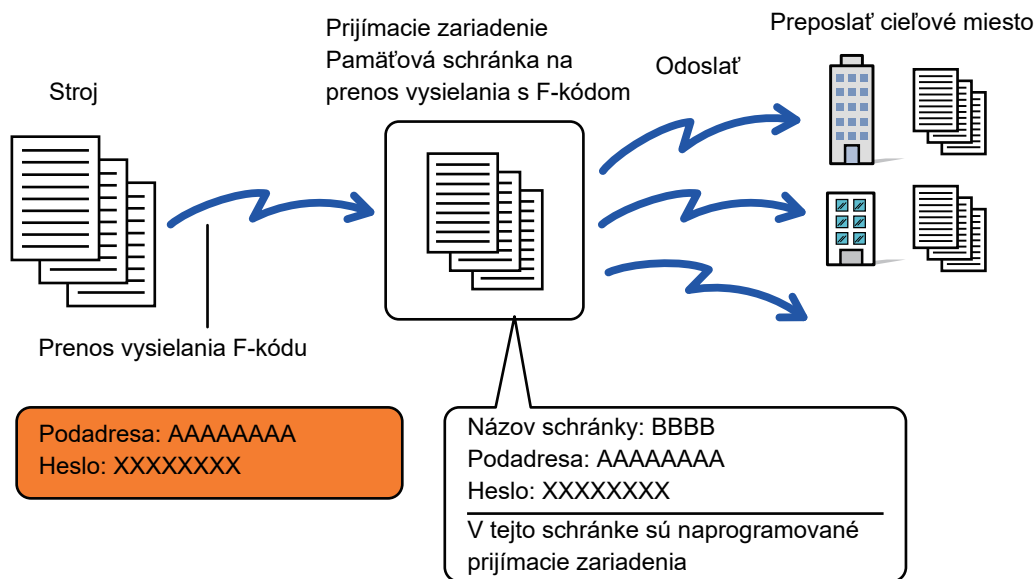 Stroj
Prijímacie zariadenie
Pamäťová schránka na
prenos vysielania s F-kódom
Odoslať
Preposlať cieľové miesto
Prenos vysielania F-kódu
Podadresa: AAAAAAAA
Heslo: XXXXXXXX
Názov schránky: BBBB
Podadresa: AAAAAAAA
Heslo: XXXXXXXX
V tejto schránke sú naprogramované
prijímacie zariadenia